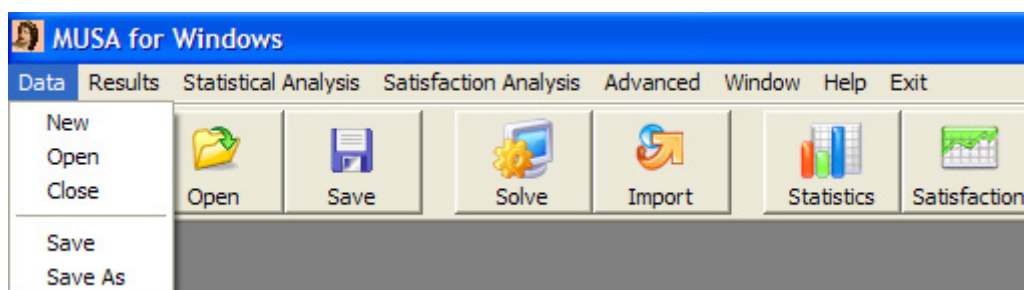 MUSA for Windows
Data Results Statistical Analysis Satisfaction Analysis Advanced Window Help Exit
New
Open
Close
Save
Save As
Open Save Solve Import Statistics Satisfaction